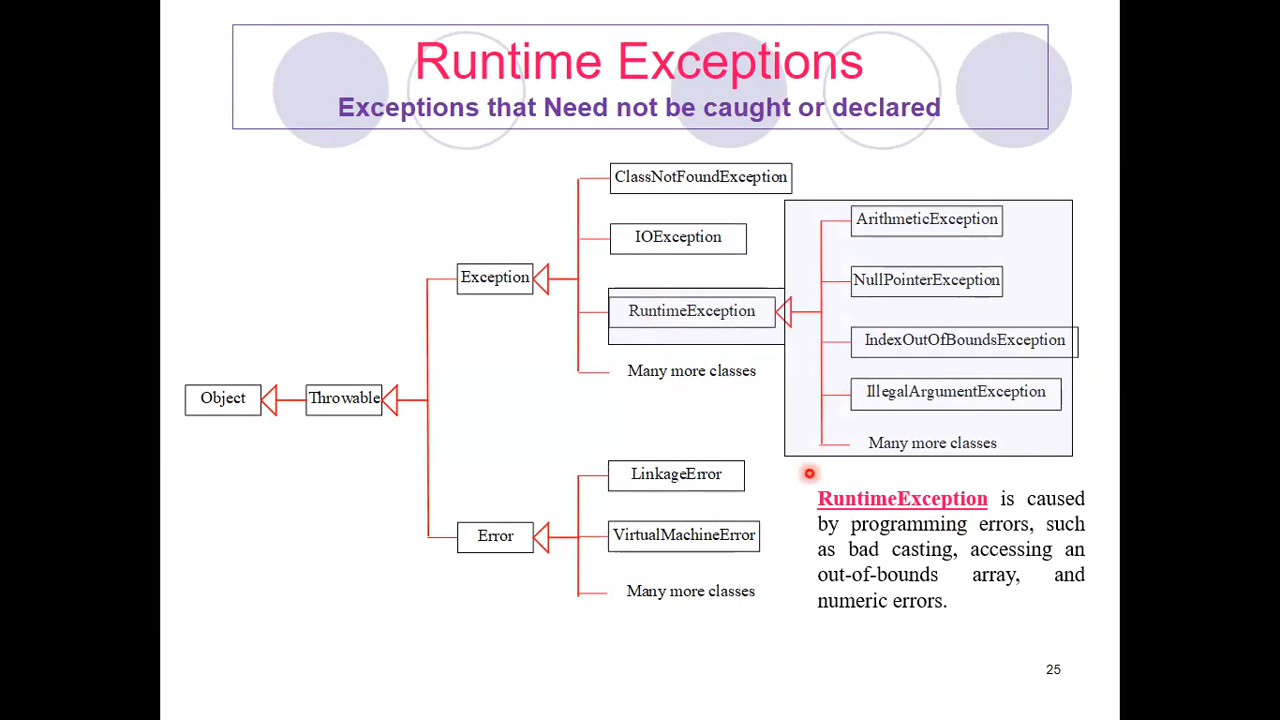 Runtime Exceptions
Exceptions that Need not be caught or declared
ClassNotFoundException
IOException
Exception
RuntimeException
Many more classes
ArithmeticException
NullPointerException
IndexOutOfBoundsException
IllegalArgumentException
Many more classes
Object
Throwable
LinkageError
Error
VirtualMachineError
Many more classes
RuntimeException is caused
by programming errors, such
as bad casting, accessing an
out-of-bounds array, and
numeric errors.
25